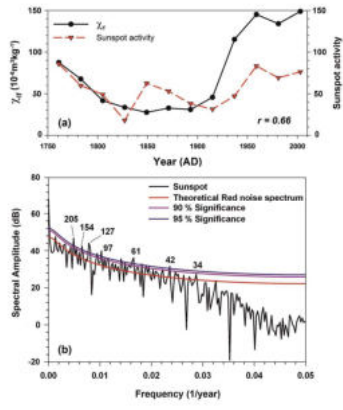 150
100
50
0
χlf (10⁻⁸m³kg⁻¹)
χlf
Sunspot activity
150
100
50
0
Sunspot activity
(a)
r = 0.66
1750 1800 1850 1900 1950 2000
Year (AD)
80
60
40
20
0
-20
Spectral Amplitude (dB)
Sunspot
Theoretical Red noise spectrum
90 % Significance
95 % Significance
205
154
127
97
61
42
34
(b)
0.00 0.01 0.02 0.03 0.04 0.05
Frequency (1/year)